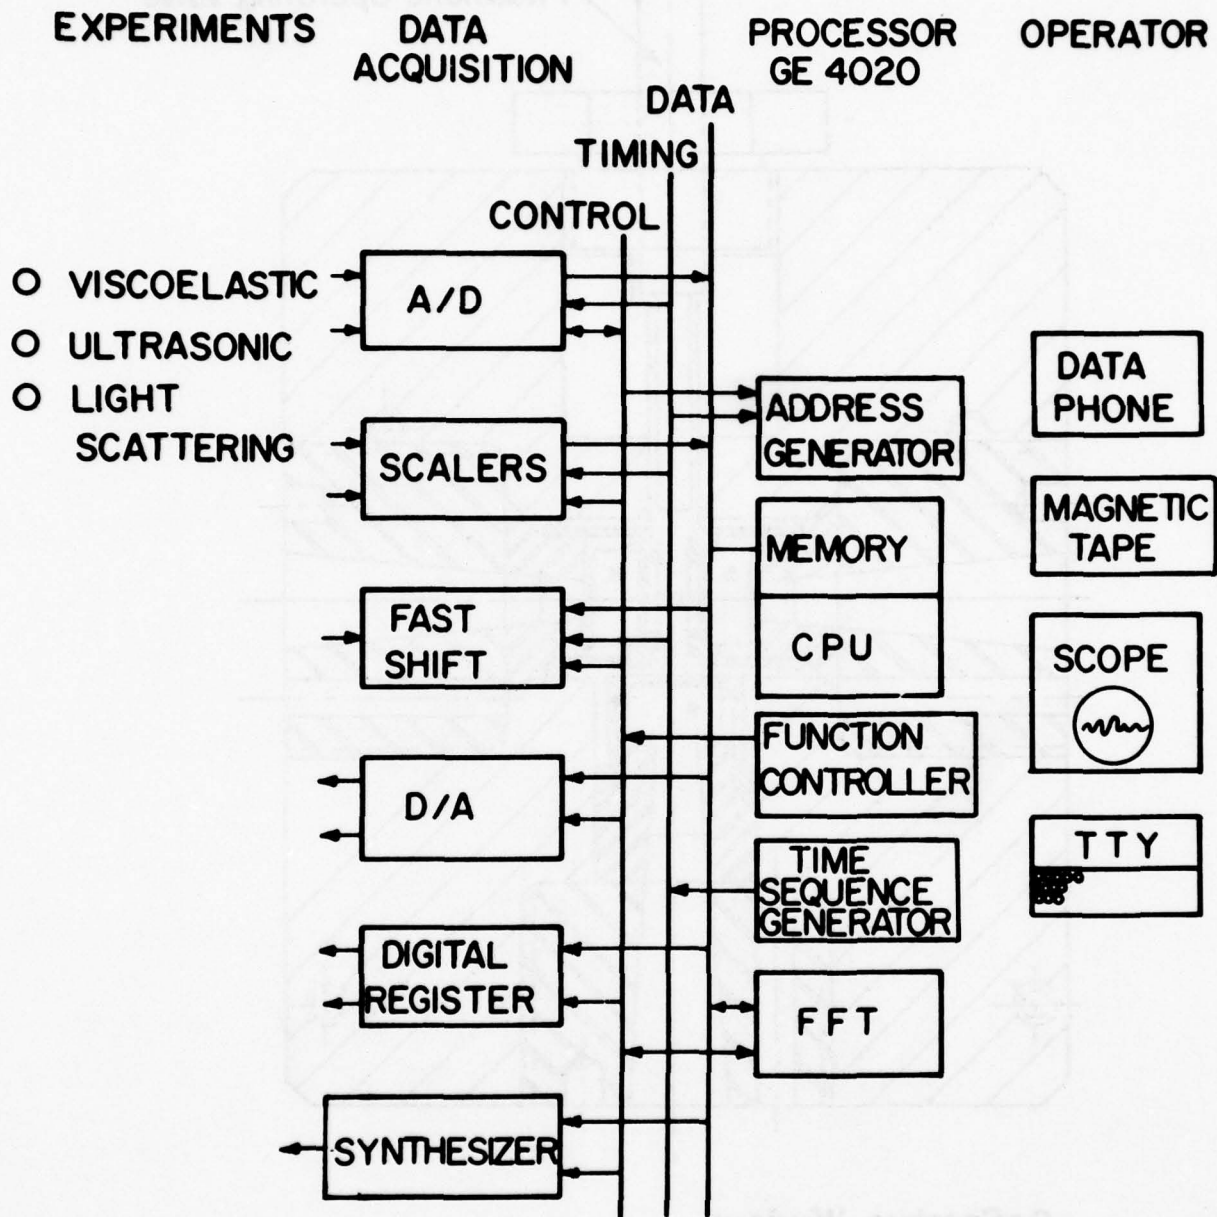 EXPERIMENTS
DATA
ACQUISITION
PROCESSOR
GE 4020
OPERATOR
DATA
TIMING
CONTROL
VISCOELASTIC
ULTRASONIC
LIGHT
SCATTERING
A/D
SCALERS
FAST
SHIFT
D/A
DIGITAL
REGISTER
SYNTHESIZER
ADDRESS
GENERATOR
MEMORY
CPU
FUNCTION
CONTROLLER
TIME
SEQUENCE
GENERATOR
FFT
DATA
PHONE
MAGNETIC
TAPE
SCOPE
TTY